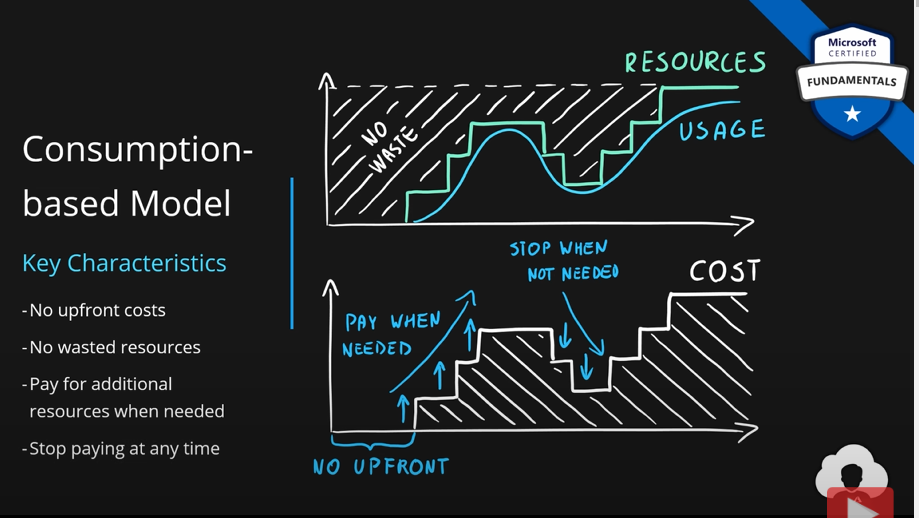 Consumption-
based Model
Key Characteristics
- No upfront costs
- No wasted resources
- Pay for additional
resources when needed
- Stop paying at any time
RESOURCES
USAGE
NO
WASTE
STOP WHEN
NOT NEEDED
COST
PAY WHEN
NEEDED
NO UPFRONT
Microsoft
CERTIFIED
FUNDAMENTALS